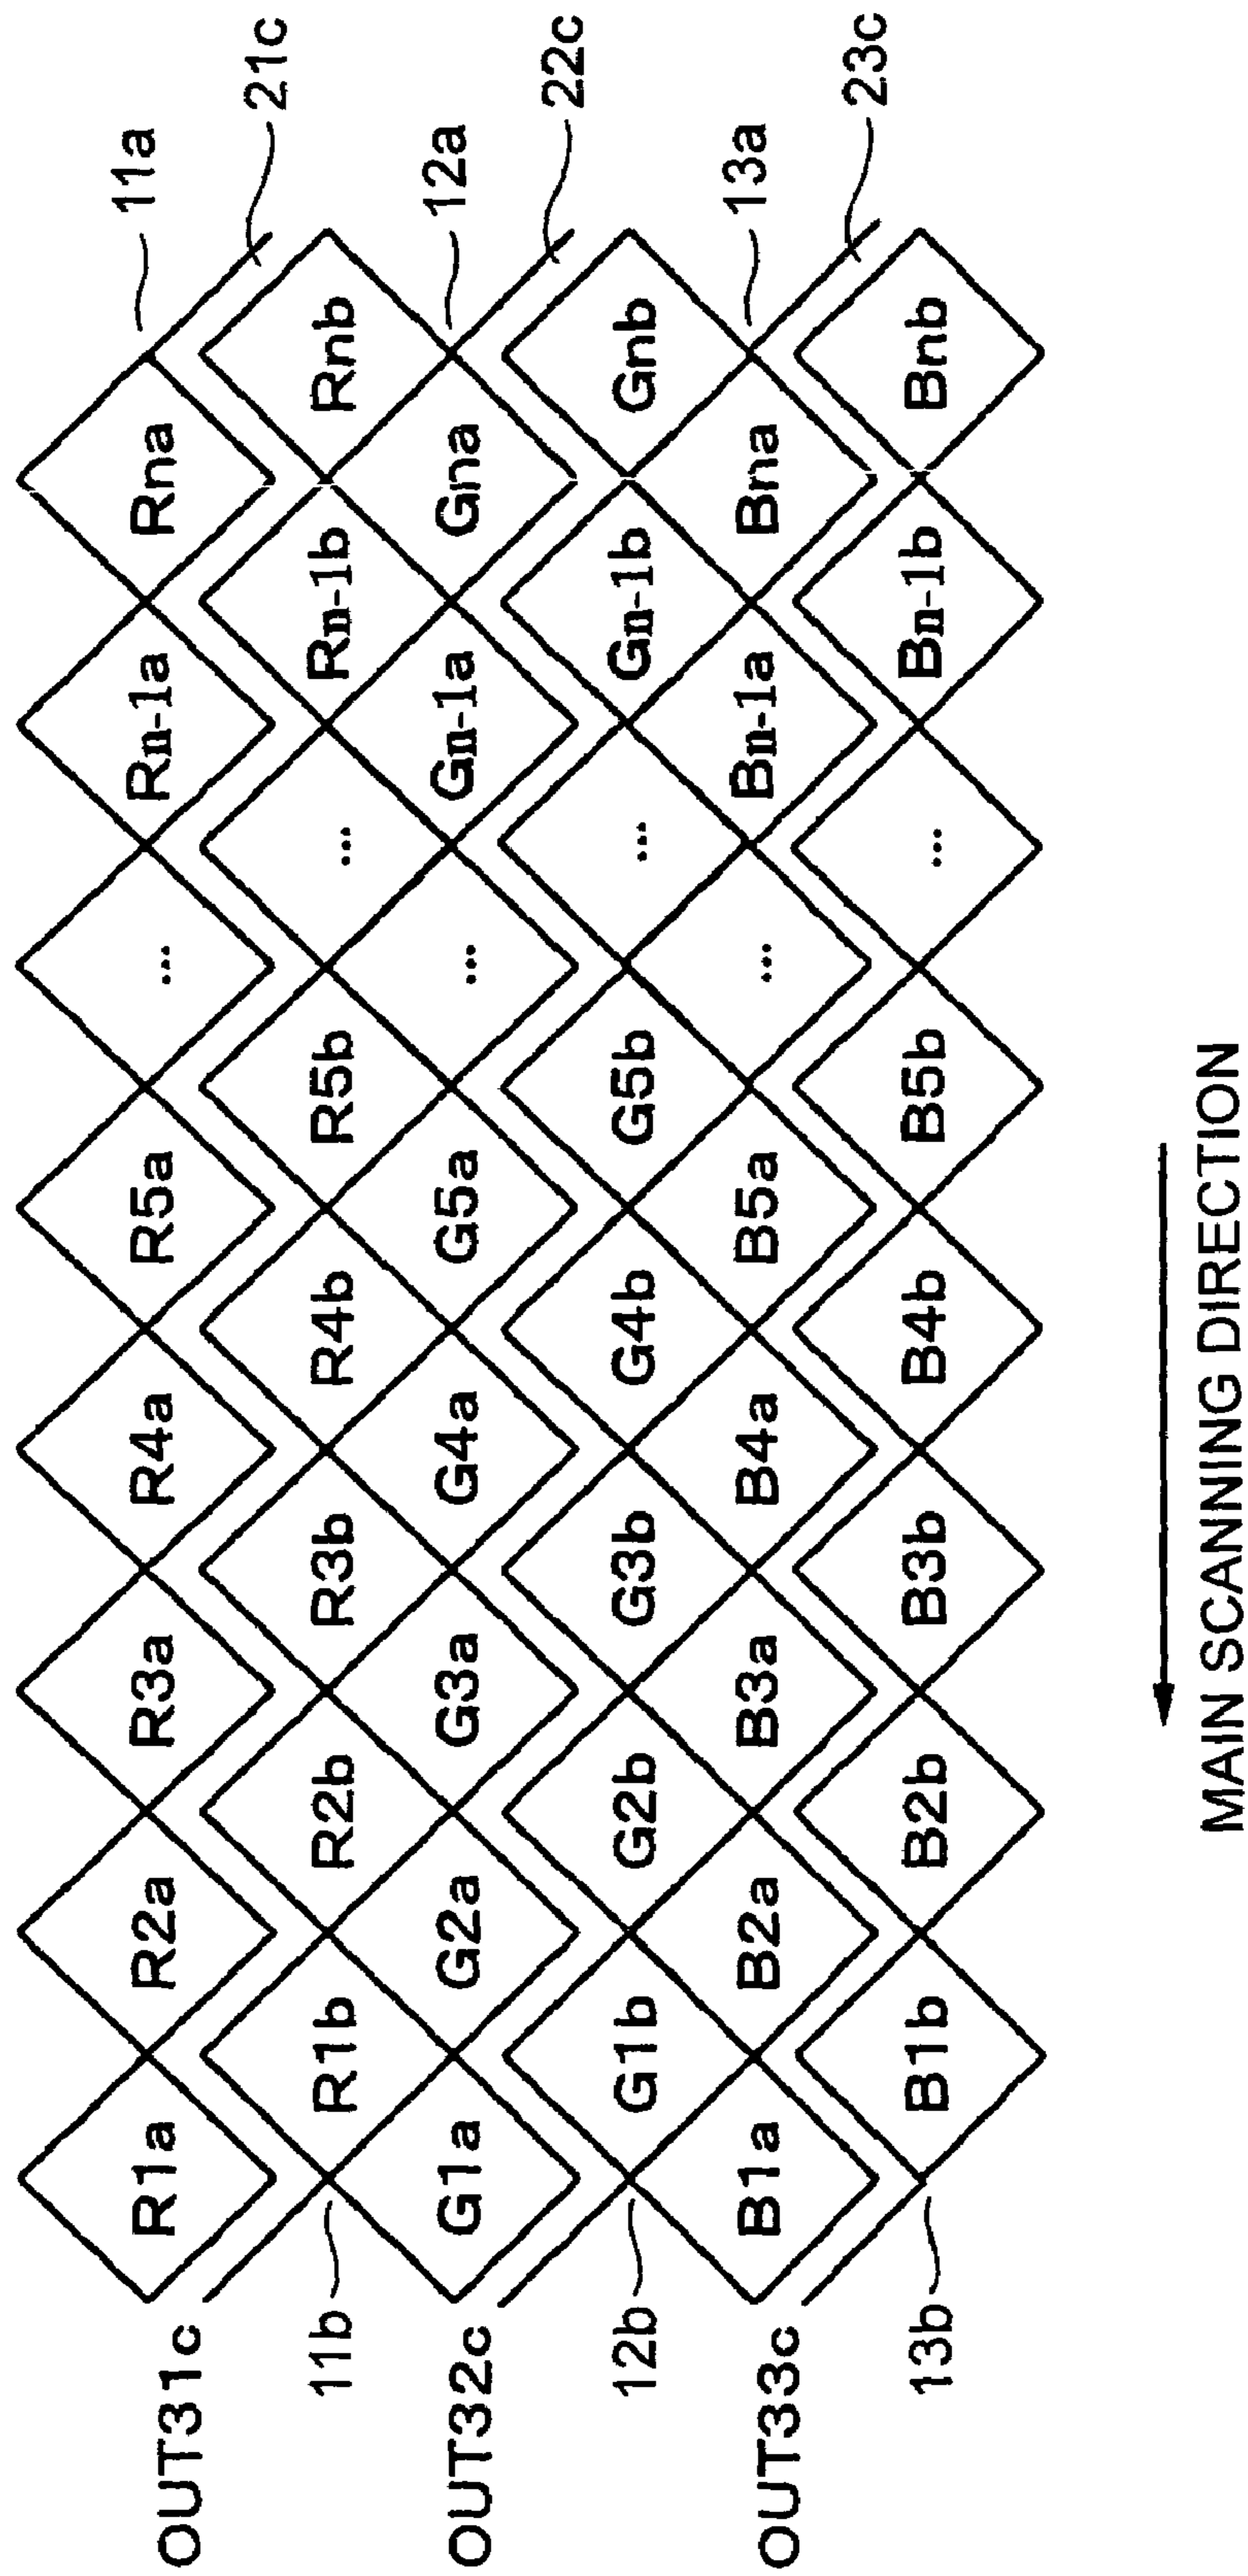 11a
21c
R1a R2a R3a R4a R5a ... Rn-1a Rna
OUT31c
R1b R2b R3b R4b R5b ... Rn-1b Rnb
11b
12a
22c
G1a G2a G3a G4a G5a ... Gn-1a Gna
OUT32c
G1b G2b G3b G4b G5b ... Gn-1b Gnb
12b
13a
23c
B1a B2a B3a B4a B5a ... Bn-1a Bna
OUT33c
B1b B2b B3b B4b B5b ... Bn-1b Bnb
13b
MAIN SCANNING DIRECTION